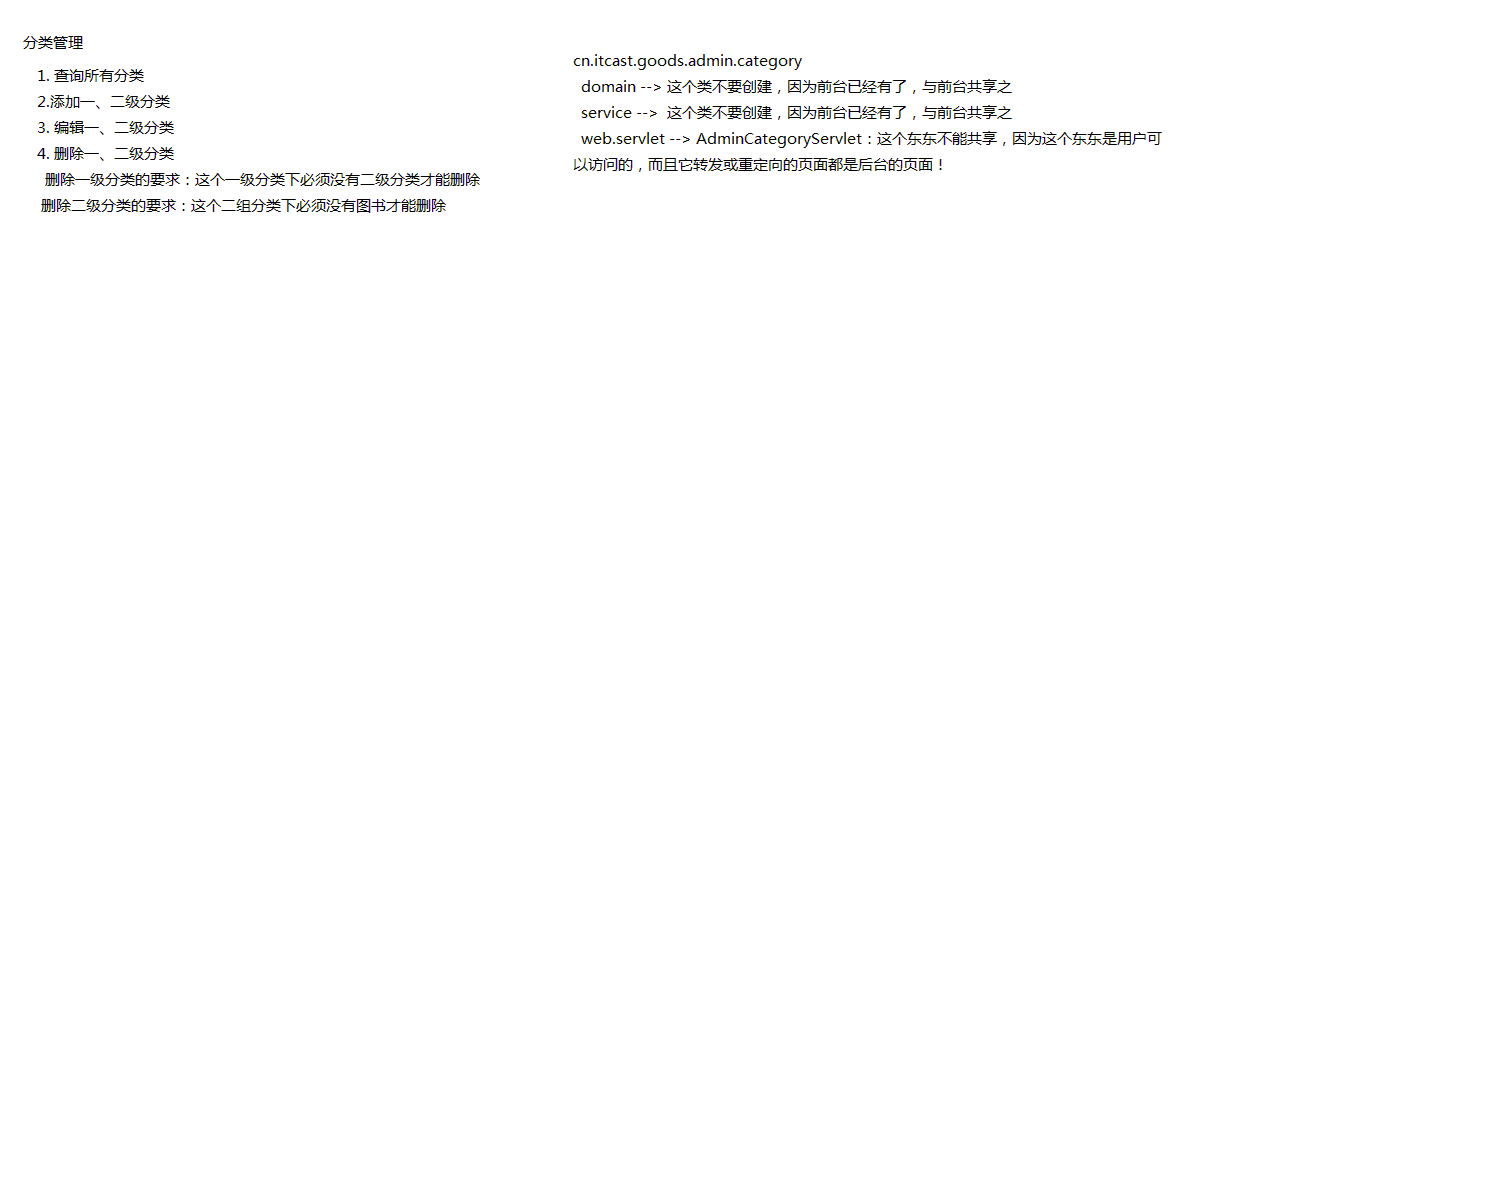 分类管理
1. 查询所有分类
2.添加一、二级分类
3. 编辑一、二级分类
4. 删除一、二级分类
删除一级分类的要求：这个一级分类下必须没有二级分类才能删除
删除二级分类的要求：这个二组分类下必须没有图书才能删除
cn.itcast.goods.admin.category
domain --> 这个类不要创建，因为前台已经有了，与前台共享之
service -->  这个类不要创建，因为前台已经有了，与前台共享之
web.servlet --> AdminCategoryServlet：这个东东不能共享，因为这个东东是用户可
以访问的，而且它转发或重定向的页面都是后台的页面！